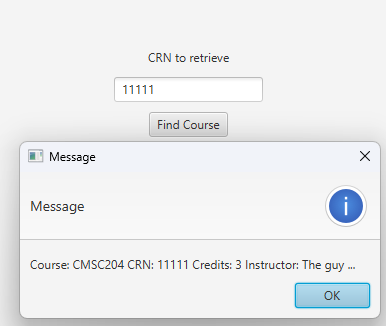 CRN to retrieve
11111
Find Course
Message
Message
Course: CMSC204 CRN: 11111 Credits: 3 Instructor: The guy ...
OK